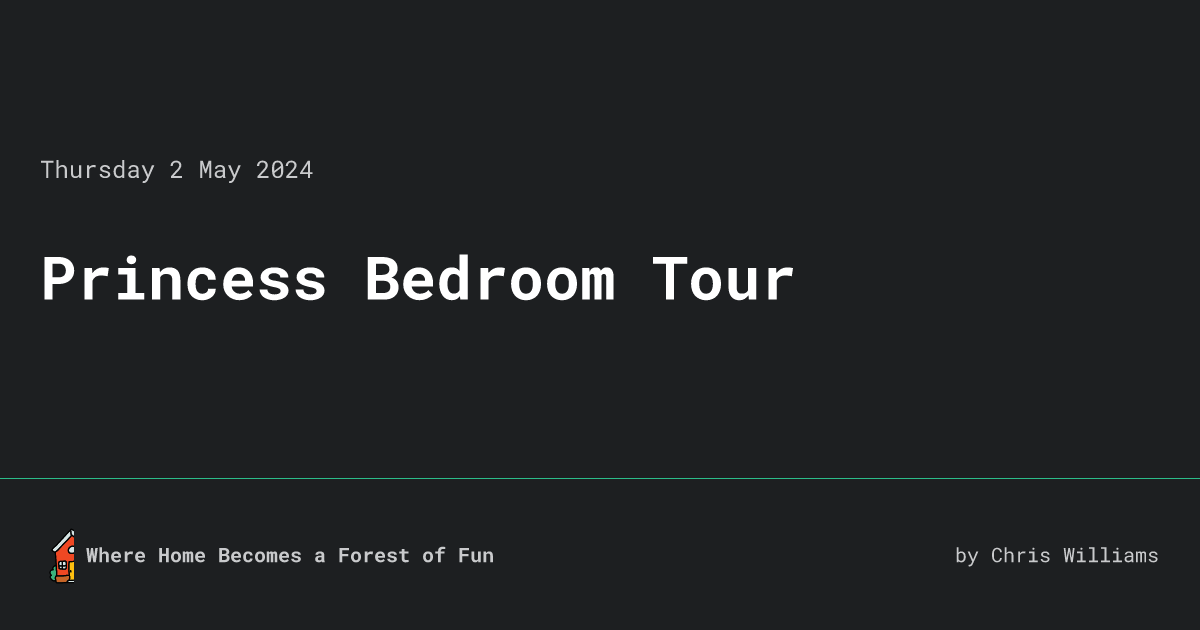 Thursday 2 May 2024
Princess Bedroom Tour
Where Home Becomes a Forest of Fun
by Chris Williams